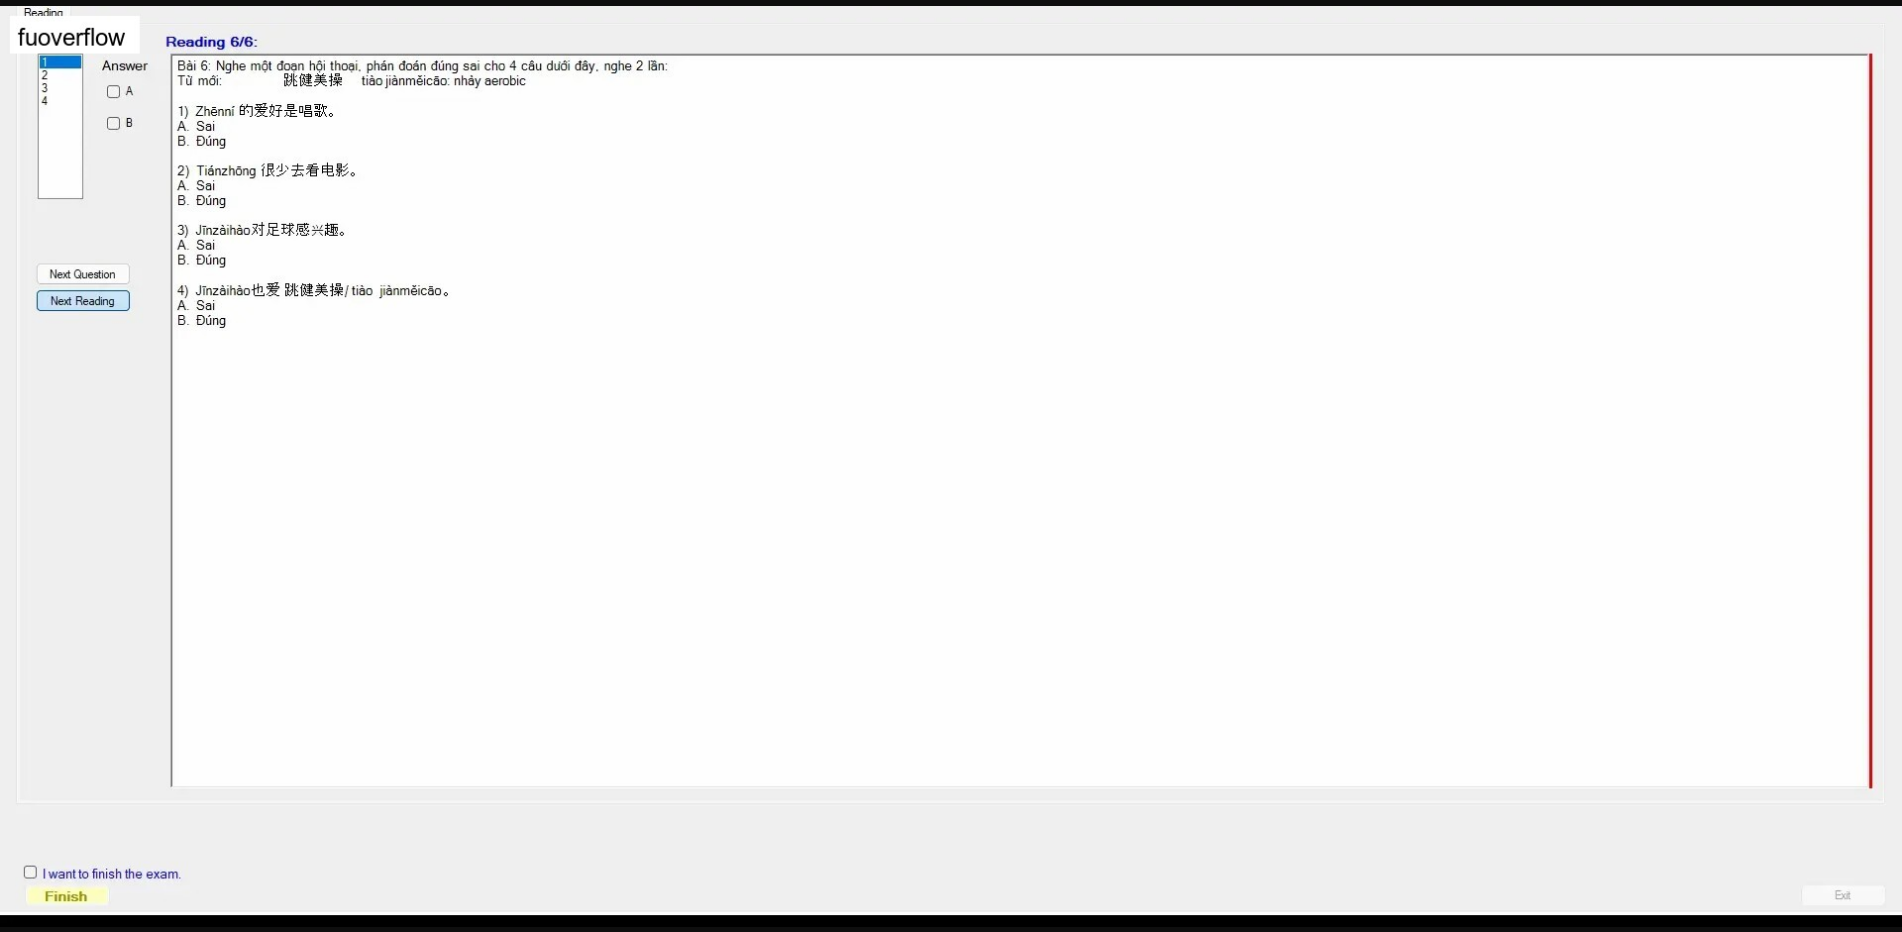 Reading
fuoverflow
Reading 6/6:
1
2
3
4
Answer
A
B
Next Question
Next Reading
Bài 6: Nghe một đoạn hội thoại, phán đoán đúng sai cho 4 câu dưới đây, nghe 2 lần:
Từ mới: 跳健美操 tiào jiànměicāo: nhảy aerobic
1) Zhēnní 的爱好是唱歌。
A. Sai
B. Đúng
2) Tiánzhōng 很少去看电影。
A. Sai
B. Đúng
3) Jīnzàihào对足球感兴趣。
A. Sai
B. Đúng
4) Jīnzàihào也爱 跳健美操/ tiào jiànměicāo。
A. Sai
B. Đúng
I want to finish the exam.
Finish
Exit